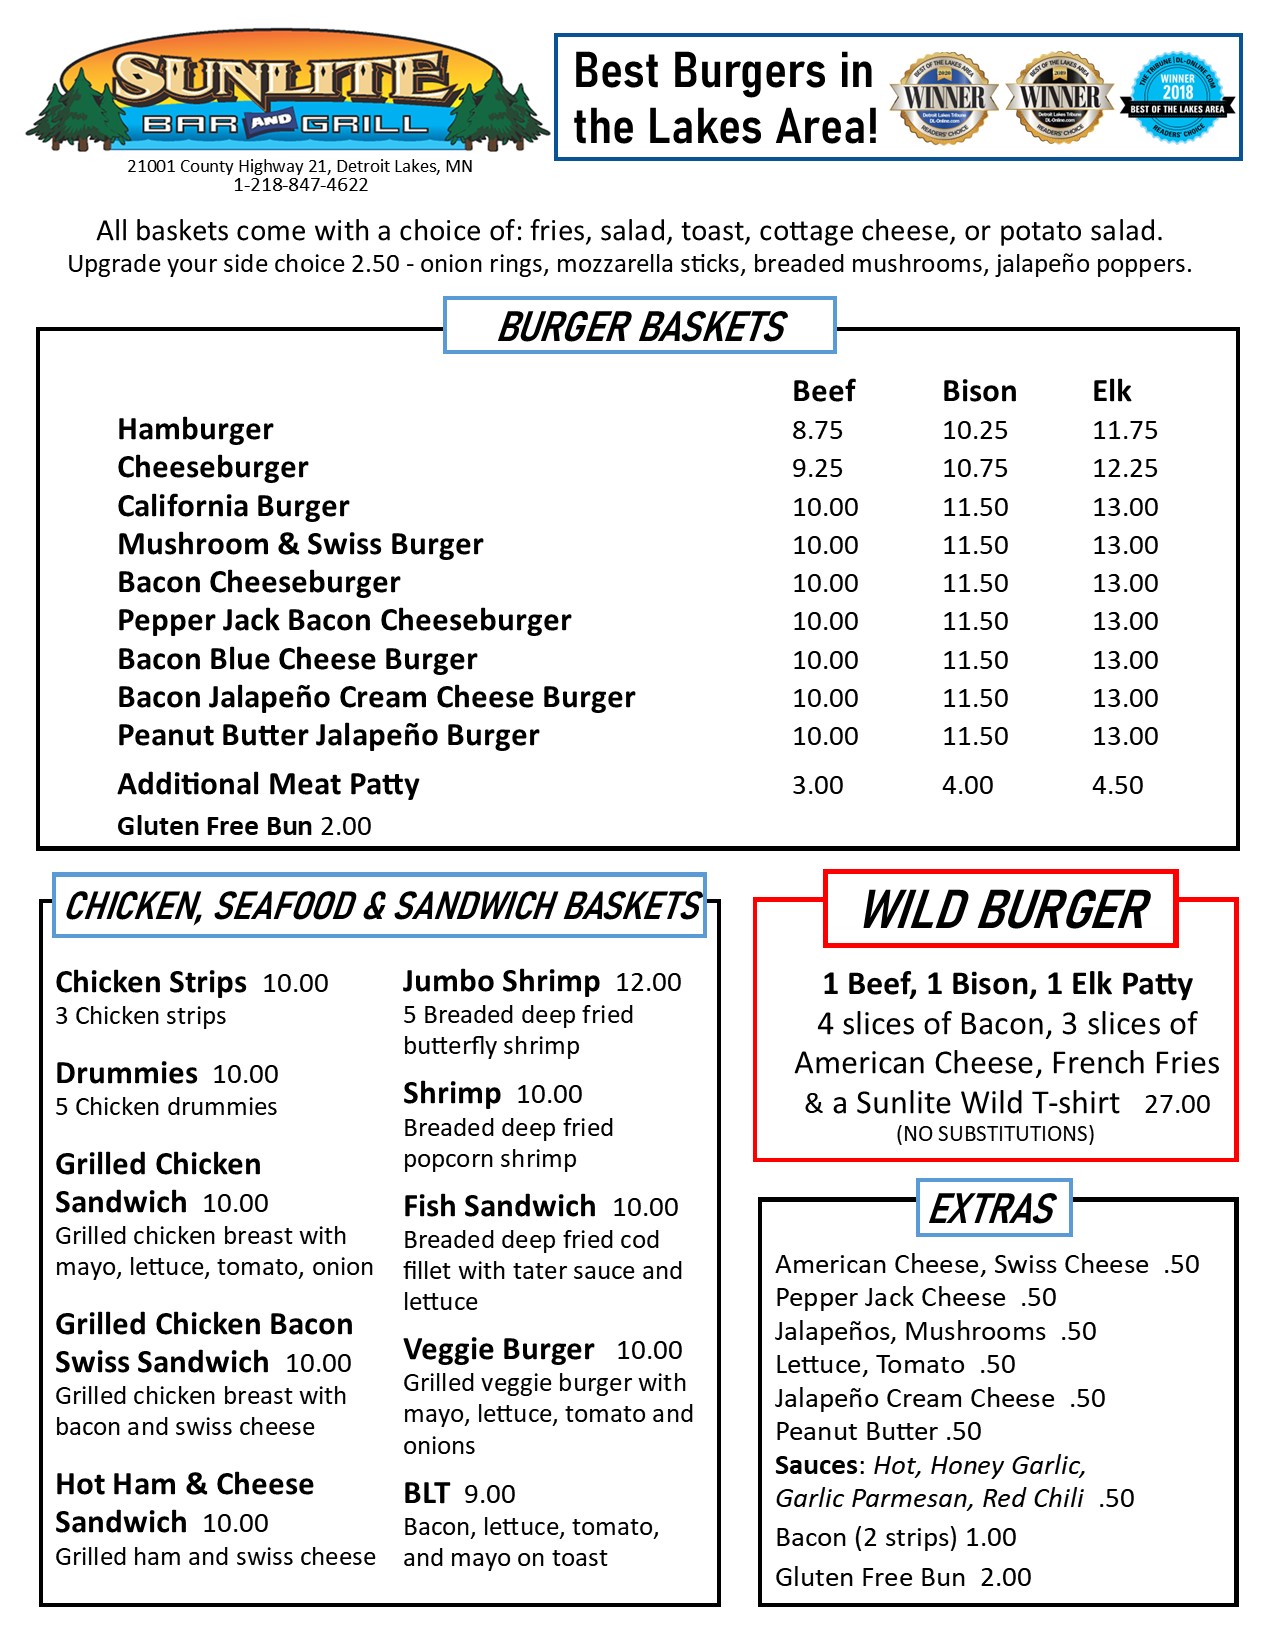 SUNLITE
BAR AND GRILL
21001 County Highway 21, Detroit Lakes, MN
1-218-847-4622
Best Burgers in
the Lakes Area!
BEST OF THE LAKES AREA
2020
WINNER
Detroit Lakes Tribune
DL-Online.com
READERS' CHOICE
BEST OF THE LAKES AREA
2019
WINNER
Detroit Lakes Tribune
DL-Online.com
READERS' CHOICE
THE TRIBUNE | DL-ONLINE.COM
WINNER
2018
BEST OF THE LAKES AREA
READERS' CHOICE
All baskets come with a choice of: fries, salad, toast, cottage cheese, or potato salad.
Upgrade your side choice 2.50 - onion rings, mozzarella sticks, breaded mushrooms, jalapeño poppers.
BURGER BASKETS
Beef Bison Elk
Hamburger 8.75 10.25 11.75
Cheeseburger 9.25 10.75 12.25
California Burger 10.00 11.50 13.00
Mushroom & Swiss Burger 10.00 11.50 13.00
Bacon Cheeseburger 10.00 11.50 13.00
Pepper Jack Bacon Cheeseburger 10.00 11.50 13.00
Bacon Blue Cheese Burger 10.00 11.50 13.00
Bacon Jalapeño Cream Cheese Burger 10.00 11.50 13.00
Peanut Butter Jalapeño Burger 10.00 11.50 13.00
Additional Meat Patty 3.00 4.00 4.50
Gluten Free Bun 2.00
CHICKEN, SEAFOOD & SANDWICH BASKETS
Chicken Strips 10.00
3 Chicken strips
Drummies 10.00
5 Chicken drummies
Grilled Chicken
Sandwich 10.00
Grilled chicken breast with
mayo, lettuce, tomato, onion
Grilled Chicken Bacon
Swiss Sandwich 10.00
Grilled chicken breast with
bacon and swiss cheese
Hot Ham & Cheese
Sandwich 10.00
Grilled ham and swiss cheese
Jumbo Shrimp 12.00
5 Breaded deep fried
butterfly shrimp
Shrimp 10.00
Breaded deep fried
popcorn shrimp
Fish Sandwich 10.00
Breaded deep fried cod
fillet with tater sauce and
lettuce
Veggie Burger 10.00
Grilled veggie burger with
mayo, lettuce, tomato and
onions
BLT 9.00
Bacon, lettuce, tomato,
and mayo on toast
WILD BURGER
1 Beef, 1 Bison, 1 Elk Patty
4 slices of Bacon, 3 slices of
American Cheese, French Fries
& a Sunlite Wild T-shirt 27.00
(NO SUBSTITUTIONS)
EXTRAS
American Cheese, Swiss Cheese .50
Pepper Jack Cheese .50
Jalapeños, Mushrooms .50
Lettuce, Tomato .50
Jalapeño Cream Cheese .50
Peanut Butter .50
Sauces: Hot, Honey Garlic,
Garlic Parmesan, Red Chili .50
Bacon (2 strips) 1.00
Gluten Free Bun 2.00